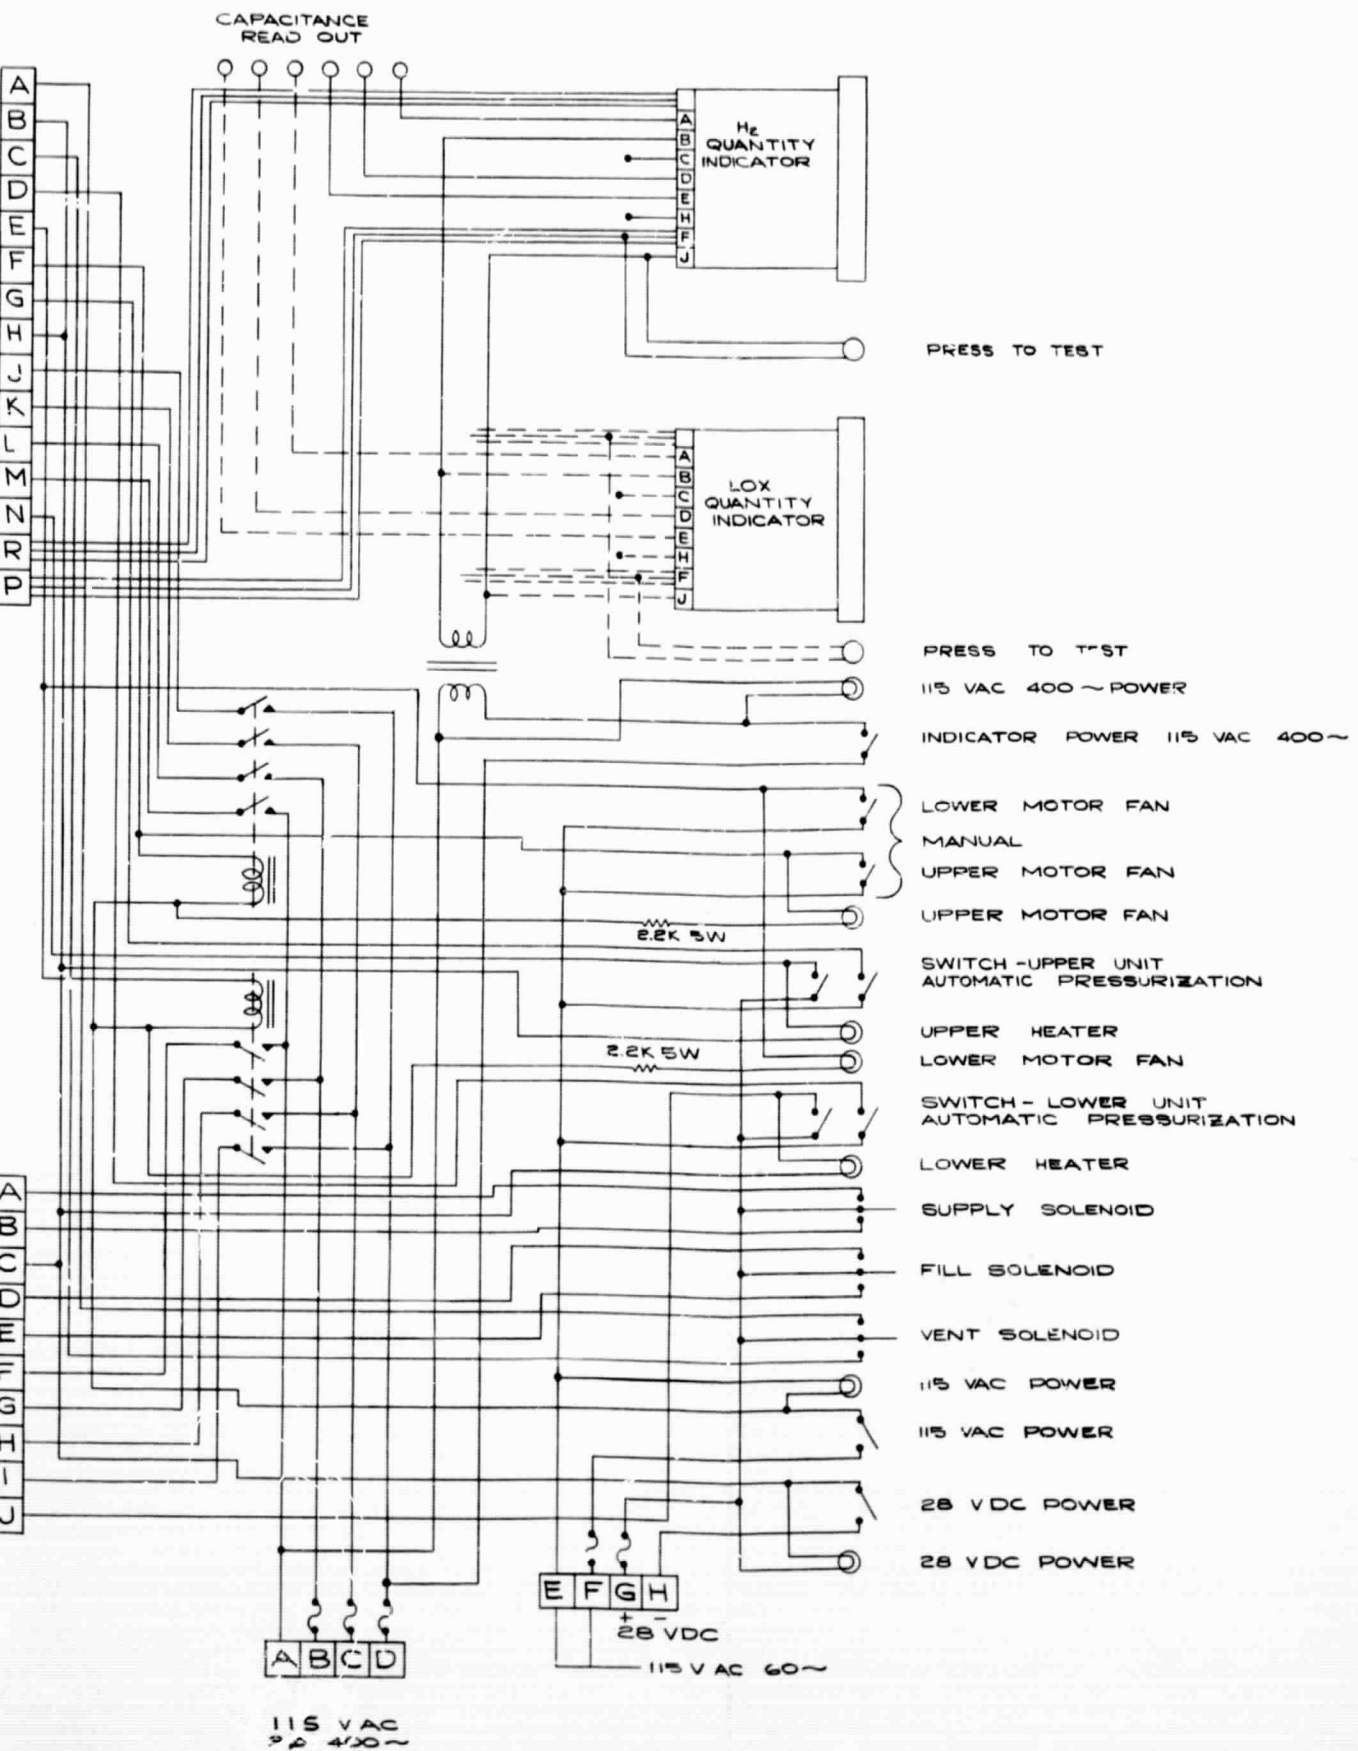 CAPACITANCE
READ OUT
A
B
C
D
E
F
G
H
J
K
L
M
N
R
P
A
B
C
D
E
H
F
J
H2
QUANTITY
INDICATOR
PRESS TO TEST
A
B
C
D
E
H
F
J
LOX
QUANTITY
INDICATOR
PRESS TO TEST
115 VAC 400~ POWER
INDICATOR POWER 115 VAC 400~
LOWER MOTOR FAN
MANUAL
UPPER MOTOR FAN
UPPER MOTOR FAN
2.2K 5W
SWITCH-UPPER UNIT
AUTOMATIC PRESSURIZATION
UPPER HEATER
2.2K 5W
LOWER MOTOR FAN
SWITCH- LOWER UNIT
AUTOMATIC PRESSURIZATION
LOWER HEATER
A
B
C
D
E
F
G
H
I
J
SUPPLY SOLENOID
FILL SOLENOID
VENT SOLENOID
115 VAC POWER
115 VAC POWER
28 VDC POWER
28 VDC POWER
E F G H
+ -
28 VDC
115 VAC 60~
A B C D
115 VAC
400~